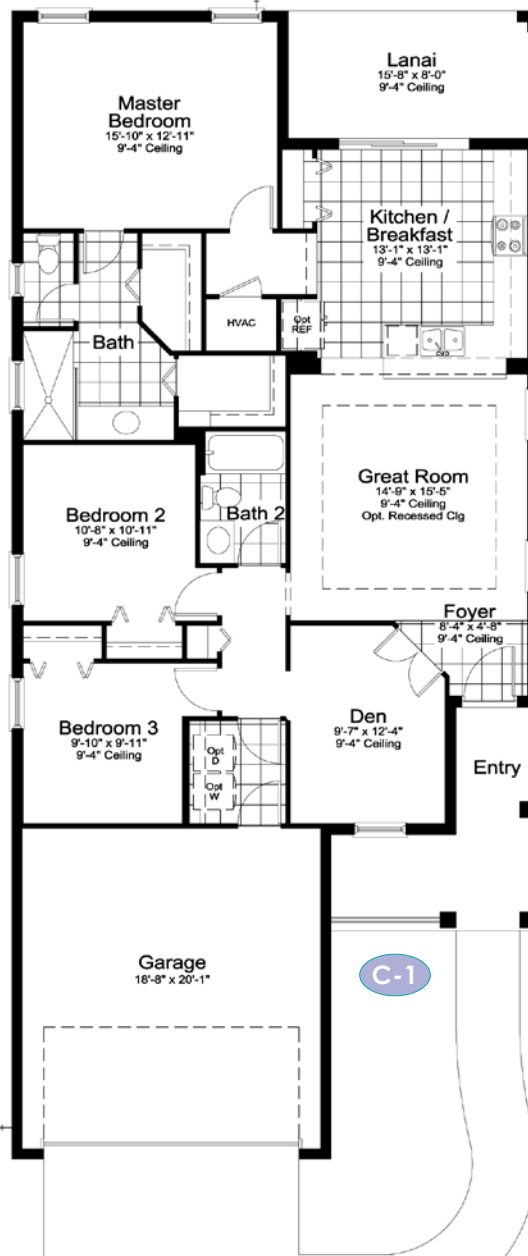 Lanai
15'-8" x 8'-0"
9'-4" Ceiling
Master
Bedroom
15'-10" x 12'-11"
9'-4" Ceiling
Kitchen /
Breakfast
13'-1" x 13'-1"
9'-4" Ceiling
HVAC
Opt
REF
Bath
Great Room
14'-9" x 15'-5"
9'-4" Ceiling
Opt. Recessed Clg
Bedroom 2
10'-8" x 10'-11"
9'-4" Ceiling
Bath 2
Foyer
8'-4" x 4'-8"
9'-4" Ceiling
Bedroom 3
9'-10" x 9'-11"
9'-4" Ceiling
Opt
D
Opt
W
Den
9'-7" x 12'-4"
9'-4" Ceiling
Entry
Garage
18'-8" x 20'-1"
C-1